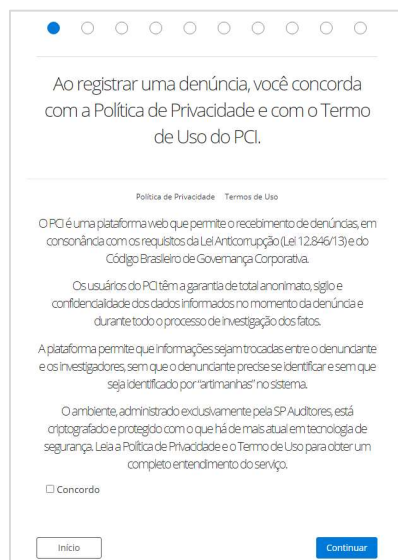 Ao registrar uma denúncia, você concorda
com a Política de Privacidade e com o Termo
de Uso do PCI.
Política de Privacidade Termos de Uso
O PCI é uma plataforma web que permite o recebimento de denúncias, em
consonância com os requisitos da Lei Anticorrupção (Lei 12.846/13) e do
Código Brasileiro de Governança Corporativa.
Os usuários do PCI têm a garantia de total anonimato, sigilo e
confidencialidade dos dados informados no momento da denúncia e
durante todo o processo de investigação dos fatos.
A plataforma permite que informações sejam trocadas entre o denunciante
e os investigadores, sem que o denunciante precise se identificar e sem que
seja identificado por “artimanhas” no sistema.
O ambiente, administrado exclusivamente pela SP Auditores, está
criptografado e protegido com o que há de mais atual em tecnologia de
segurança. Leia a Política de Privacidade e o Termo de Uso para obter um
completo entendimento do serviço.
Concordo
Início Continuar